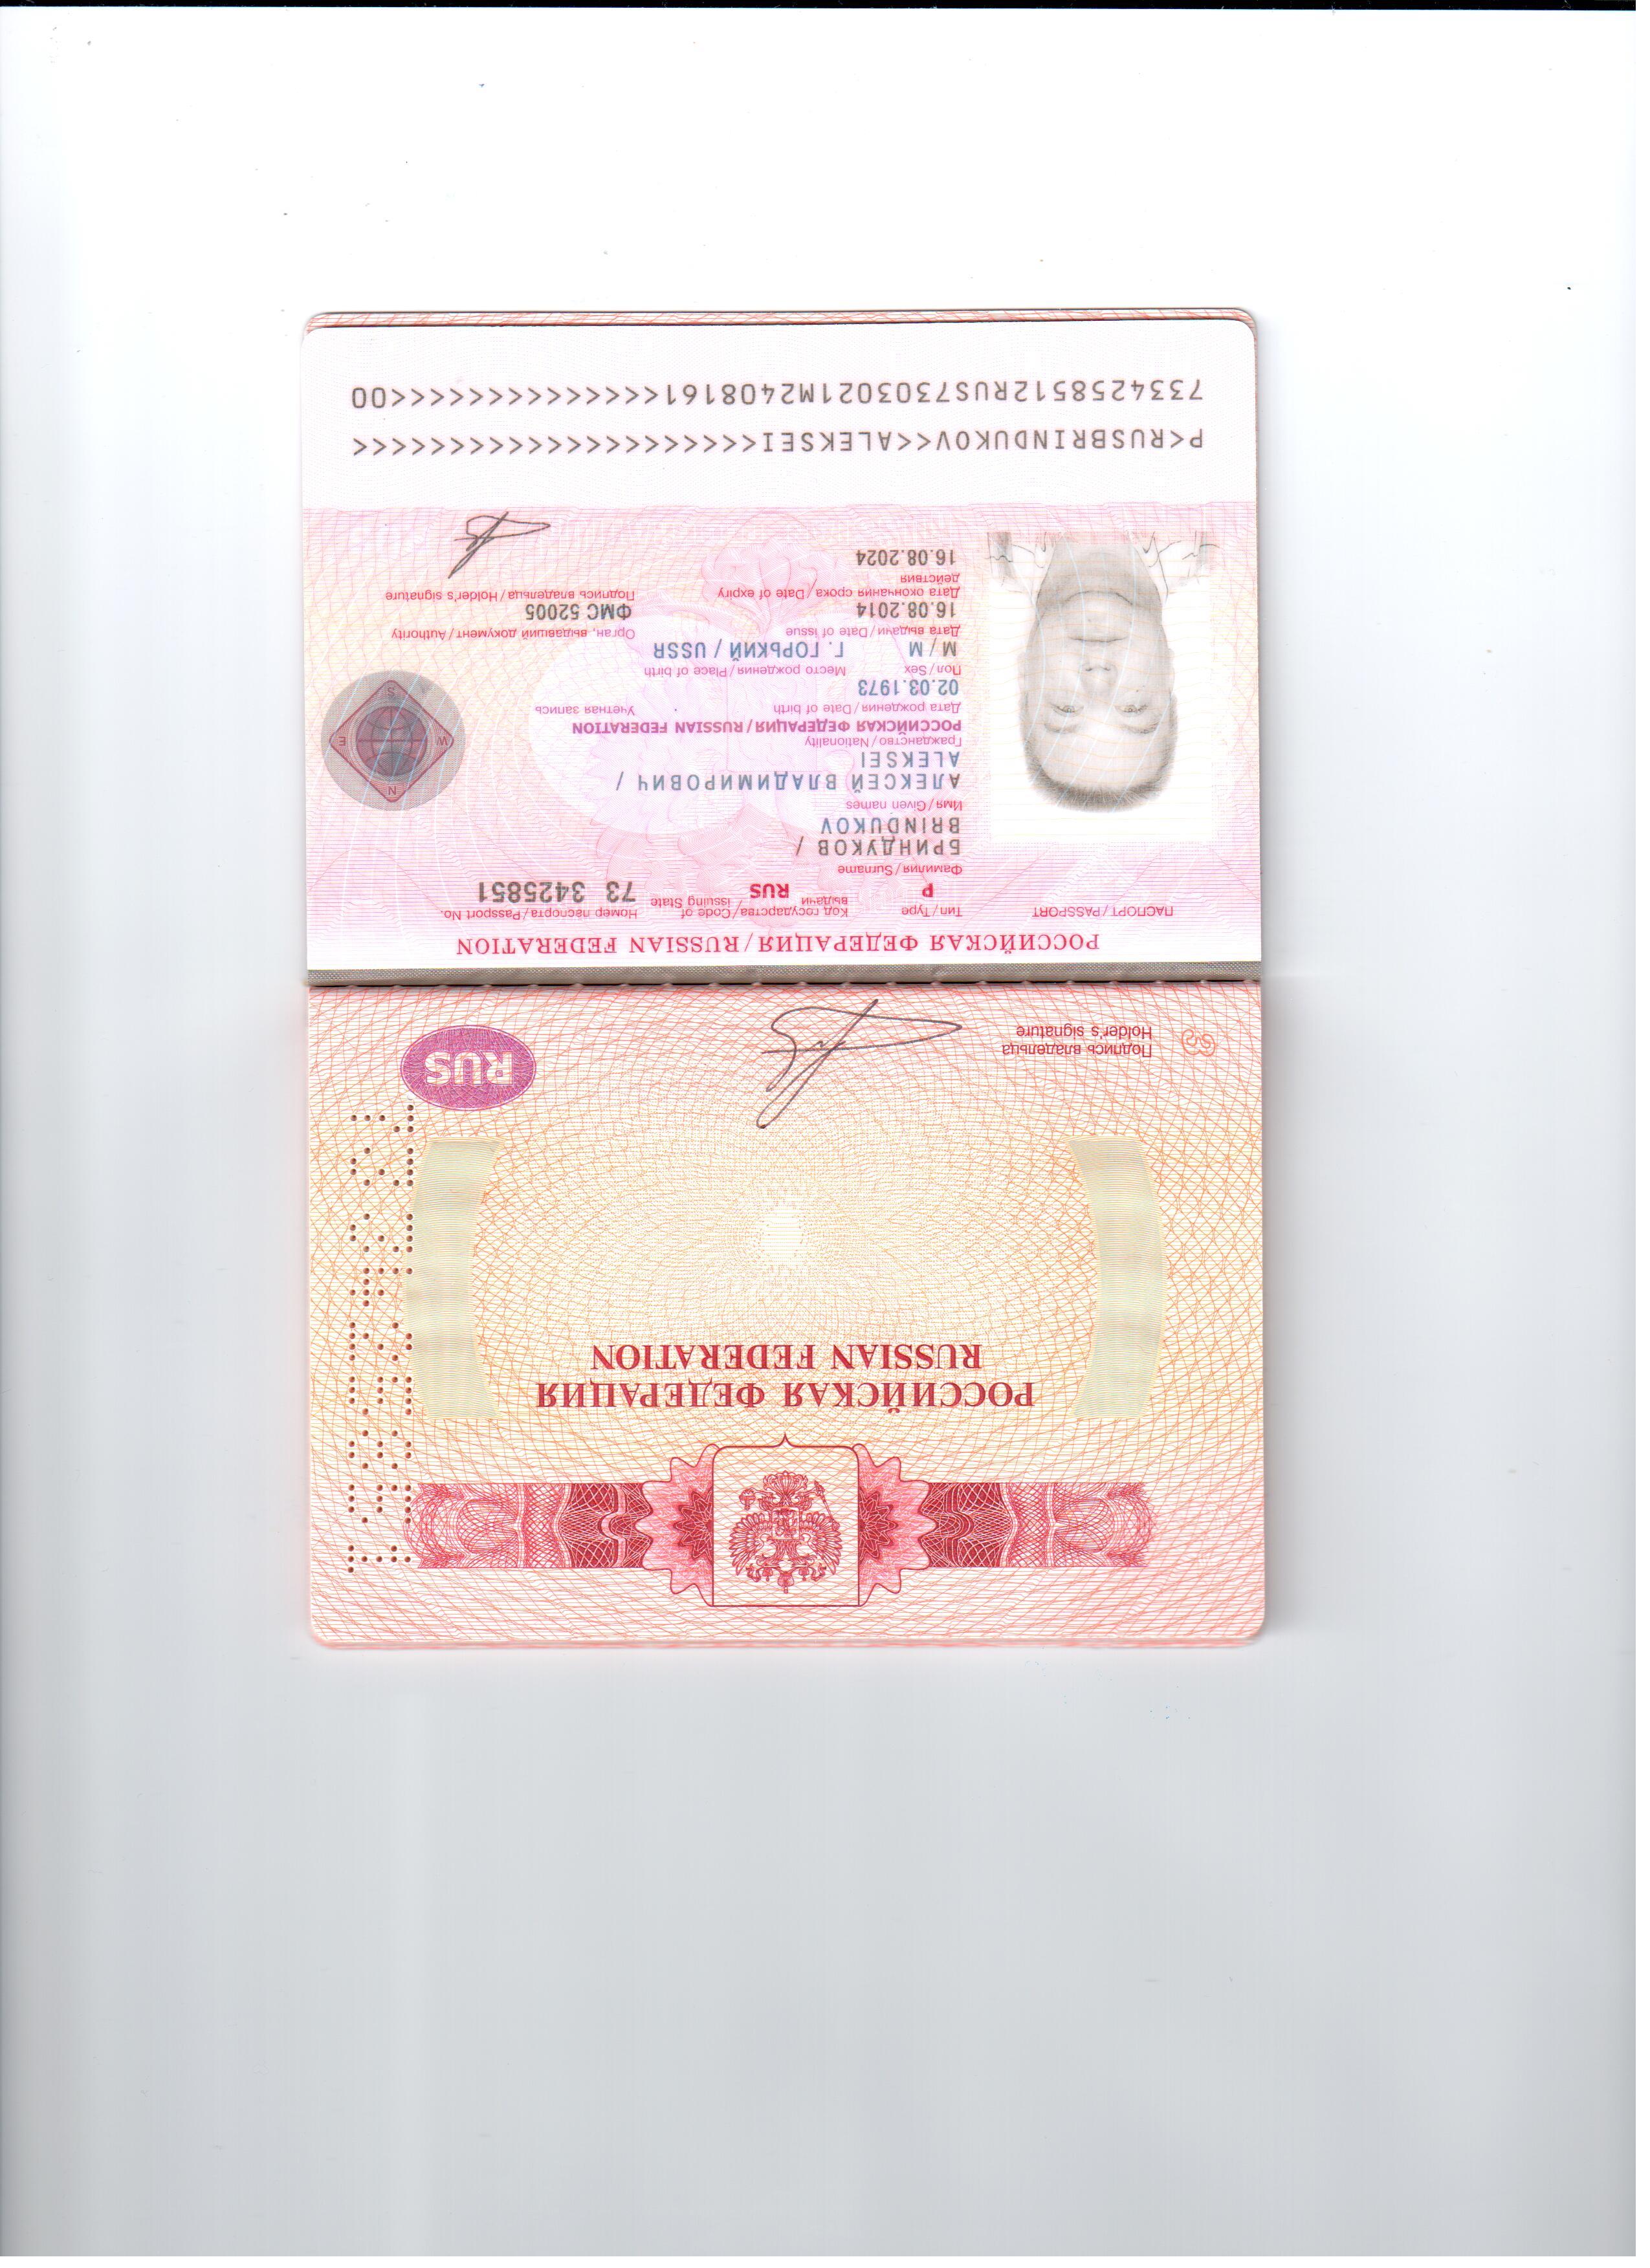 РОССИЙСКАЯ ФЕДЕРАЦИЯ
RUSSIAN FEDERATION
Подпись владельца
Holder's signature
RUS
РОССИЙСКАЯ ФЕДЕРАЦИЯ / RUSSIAN FEDERATION
ПАСПОРТ / PASSPORT
Тип / Type
Код государства / Code of
выдачи / issuing State
Номер паспорта / Passport No.
P
RUS
73 3425851
Фамилия / Surname
БРИНДУКОВ /
BRINDUKOV
Имя / Given names
АЛЕКСЕЙ ВЛАДИМИРОВИЧ /
ALEKSEI
Гражданство / Nationality
РОССИЙСКАЯ ФЕДЕРАЦИЯ / RUSSIAN FEDERATION
Дата рождения / Date of birth
Учетная запись
02.03.1973
Пол / Sex
Место рождения / Place of birth
М / M
Г. ГОРЬКИЙ / USSR
Дата выдачи / Date of issue
Орган, выдавший документ / Authority
16.08.2014
ФМС 52005
Дата окончания срока / Date of expiry
действия
Подпись владельца / Holder's signature
16.08.2024
N
W
E
S
P<RUSBRINDUKOV<<ALEKSEI<<<<<<<<<<<<<<<<<<<<<
7334258512RUS7303021M2408161<<<<<<<<<<<<<<00